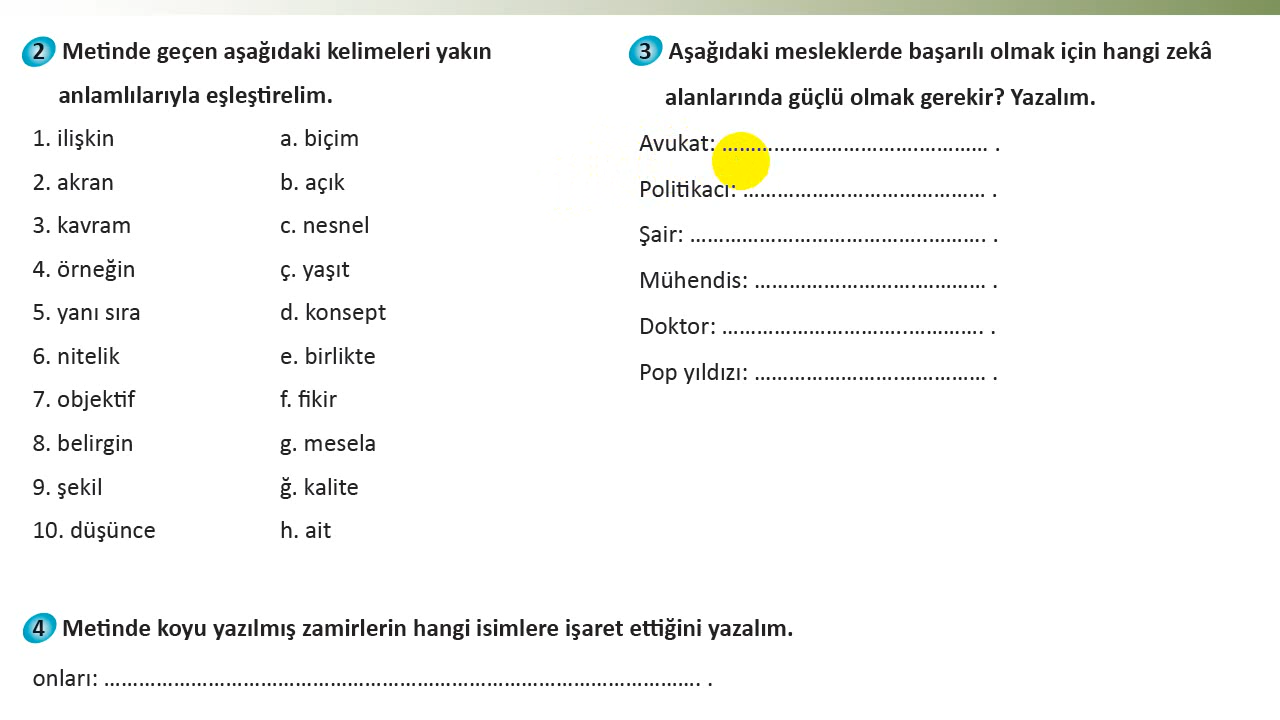 2 Metinde geçen aşağıdaki kelimeleri yakın
anlamlılarıyla eşleştirelim.
1. ilişkin a. biçim
2. akran b. açık
3. kavram c. nesnel
4. örneğin ç. yaşıt
5. yanı sıra d. konsept
6. nitelik e. birlikte
7. objektif f. fikir
8. belirgin g. mesela
9. şekil ğ. kalite
10. düşünce h. ait
3 Aşağıdaki mesleklerde başarılı olmak için hangi zekâ
alanlarında güçlü olmak gerekir? Yazalım.
Avukat: ………………………………………… .
Politikacı: …………………………………… .
Şair: …………………………………………… .
Mühendis: ………………………………… .
Doktor: ……………………………………… .
Pop yıldızı: ………………………………… .
4 Metinde koyu yazılmış zamirlerin hangi isimlere işaret ettiğini yazalım.
onları: …………………………………………………………………………………………. .